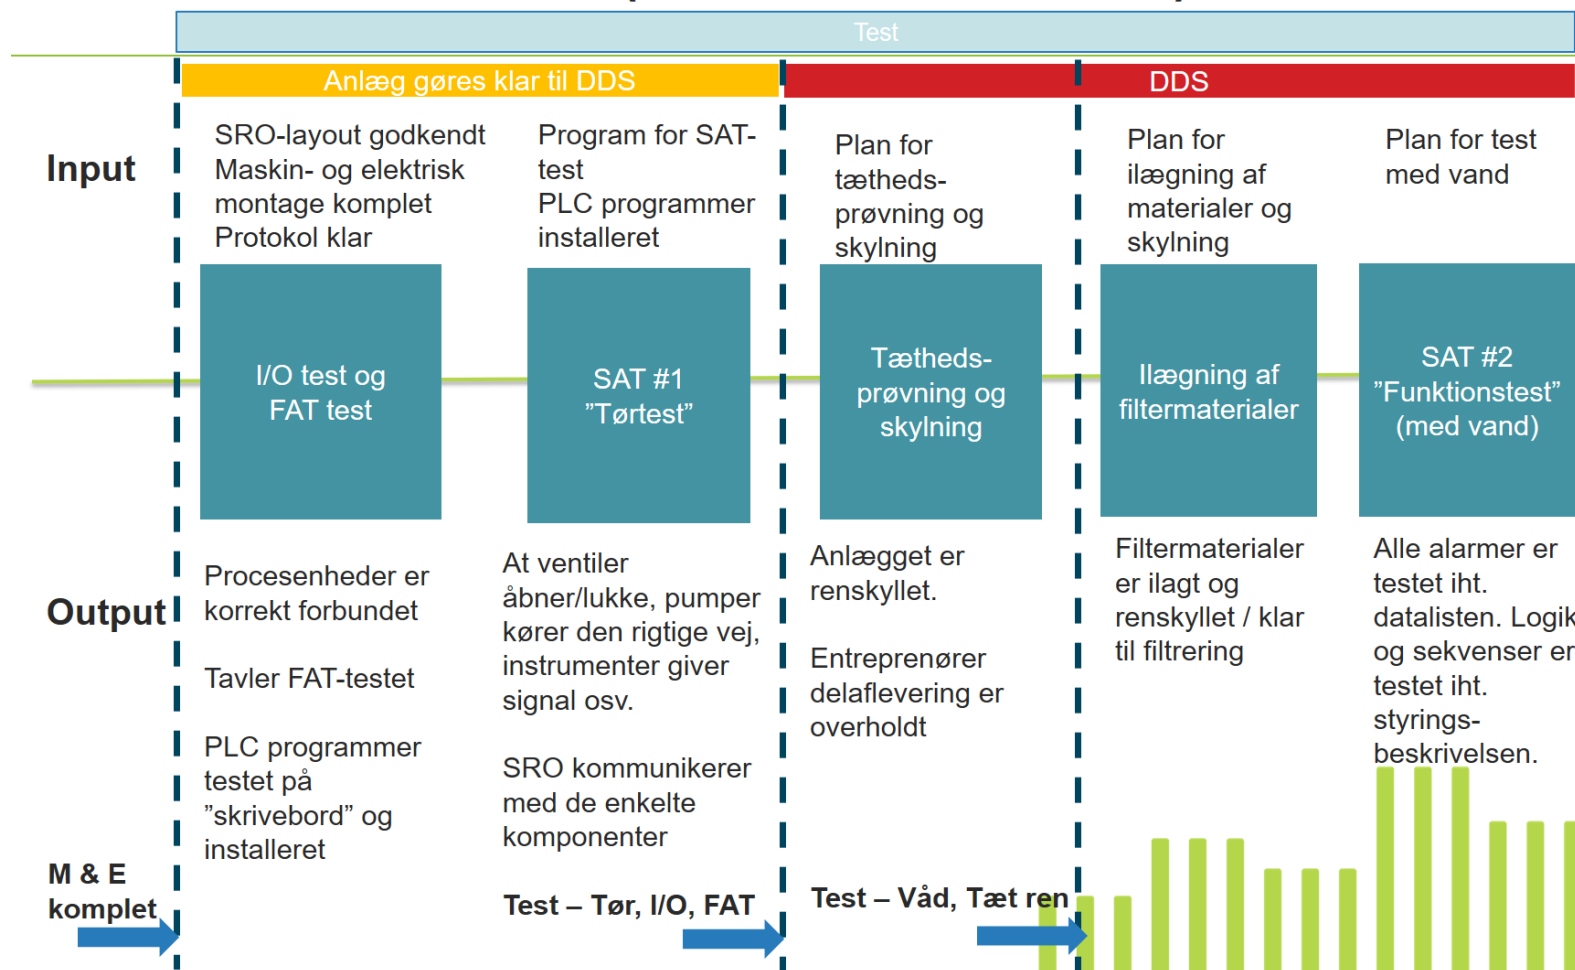 Test
Anlæg gøres klar til DDS
DDS
Input
SRO-layout godkendt
Maskin- og elektrisk
montage komplet
Protokol klar
Program for SAT-
test
PLC programmer
installeret
Plan for
tætheds-
prøvning og
skylning
Plan for
ilægning af
materialer og
skylning
Plan for test
med vand
I/O test og
FAT test
SAT #1
”Tørtest”
Tætheds-
prøvning og
skylning
Ilægning af
filtermaterialer
SAT #2
”Funktionstest”
(med vand)
Output
Procesenheder er
korrekt forbundet
Tavler FAT-testet
PLC programmer
testet på
”skrivebord” og
installeret
At ventiler
åbner/lukke, pumper
kører den rigtige vej,
instrumenter giver
signal osv.
SRO kommunikerer
med de enkelte
komponenter
Anlægget er
renskyllet.
Entreprenører
delaflevering er
overholdt
Filtermaterialer
er ilagt og
renskyllet / klar
til filtrering
Alle alarmer er
testet iht.
datalisten. Logik
og sekvenser er
testet iht.
styrings-
beskrivelsen.
M & E
komplet
Test – Tør, I/O, FAT
Test – Våd, Tæt ren